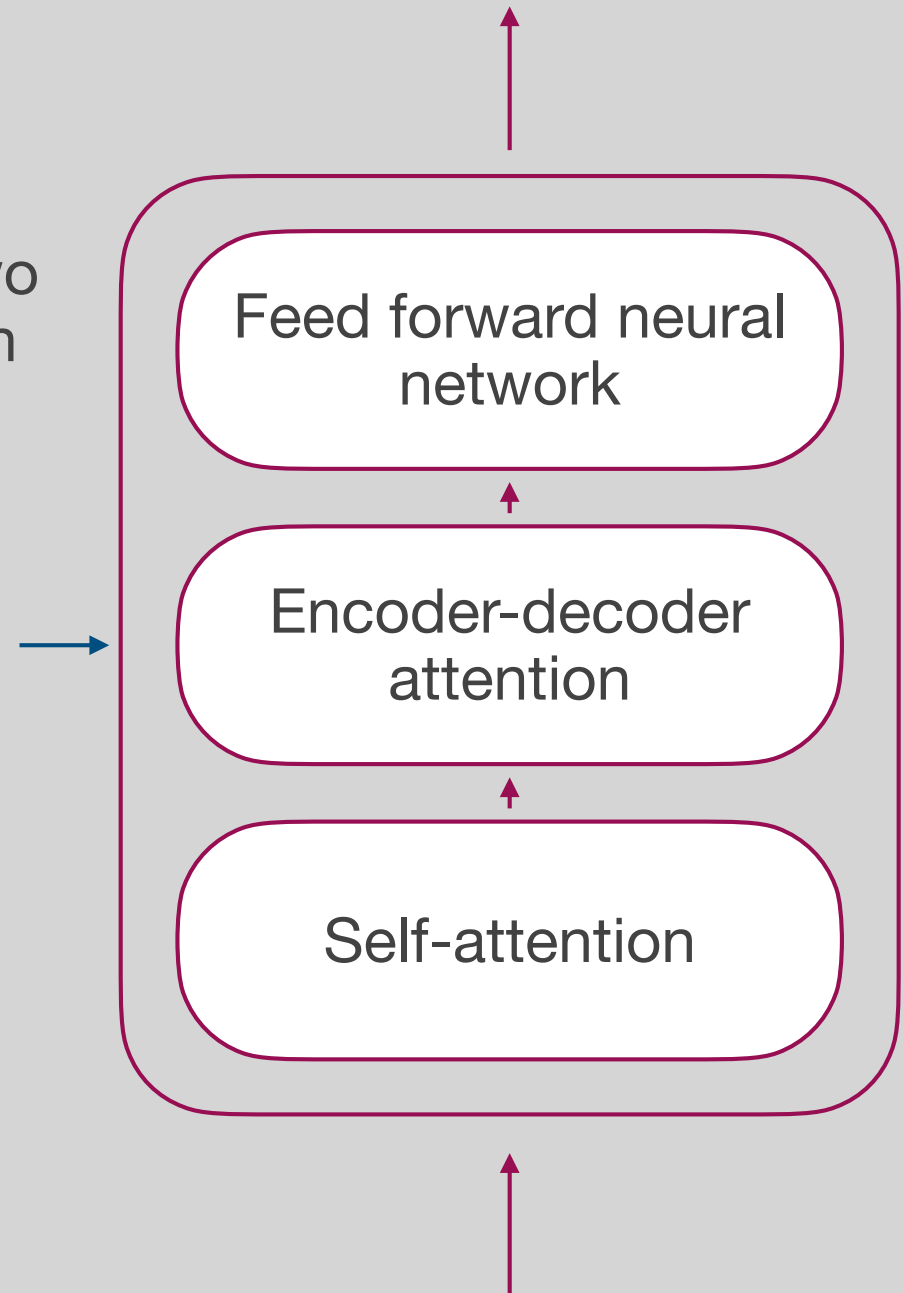 Feed forward neural
network
Encoder-decoder
attention
Self-attention